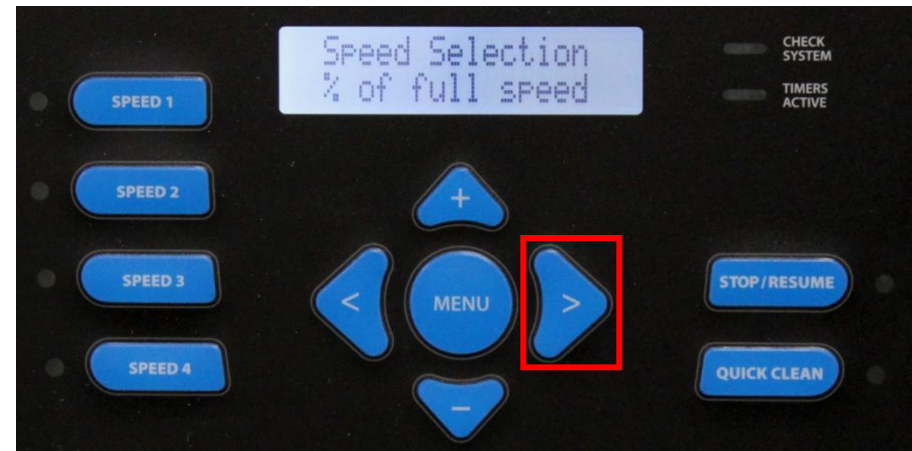 Speed Selection
% of full speed
CHECK
SYSTEM
TIMERS
ACTIVE
SPEED 1
SPEED 2
SPEED 3
SPEED 4
+
<
MENU
>
−
STOP/RESUME
QUICK CLEAN